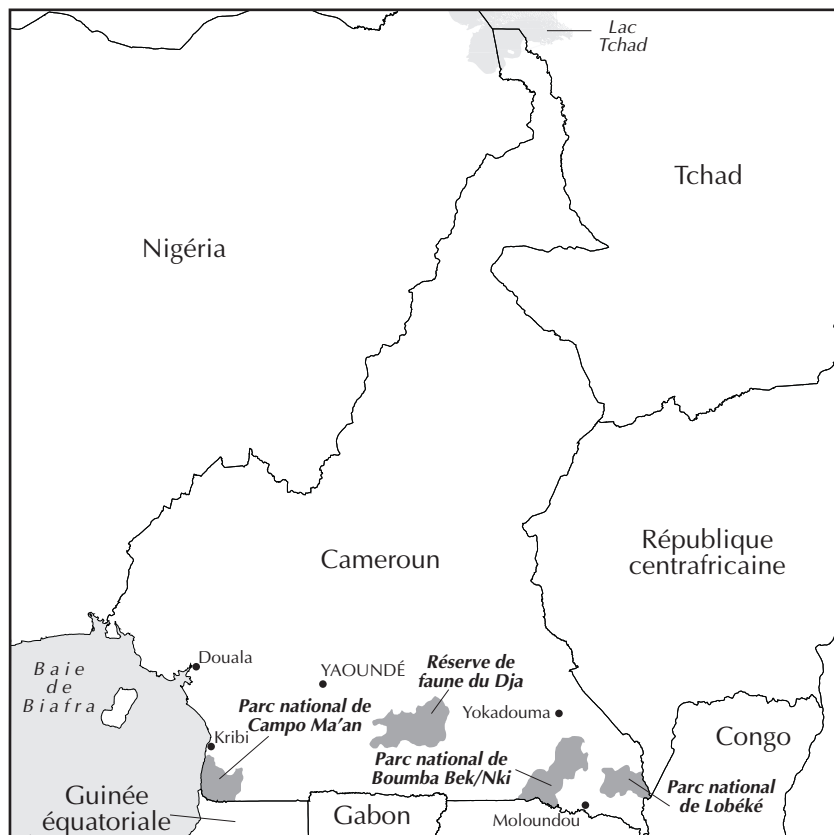 Lac
Tchad
Tchad
Nigéria
Cameroun
République
centrafricaine
Baie
de
Biafra
Douala
YAOUNDÉ
Réserve de
faune du Dja
Parc national de
Campo Ma'an
Yokadouma
Kribi
Parc national de
Boumba Bek/Nki
Congo
Parc national
de Lobéké
Guinée
équatoriale
Gabon
Moloundou